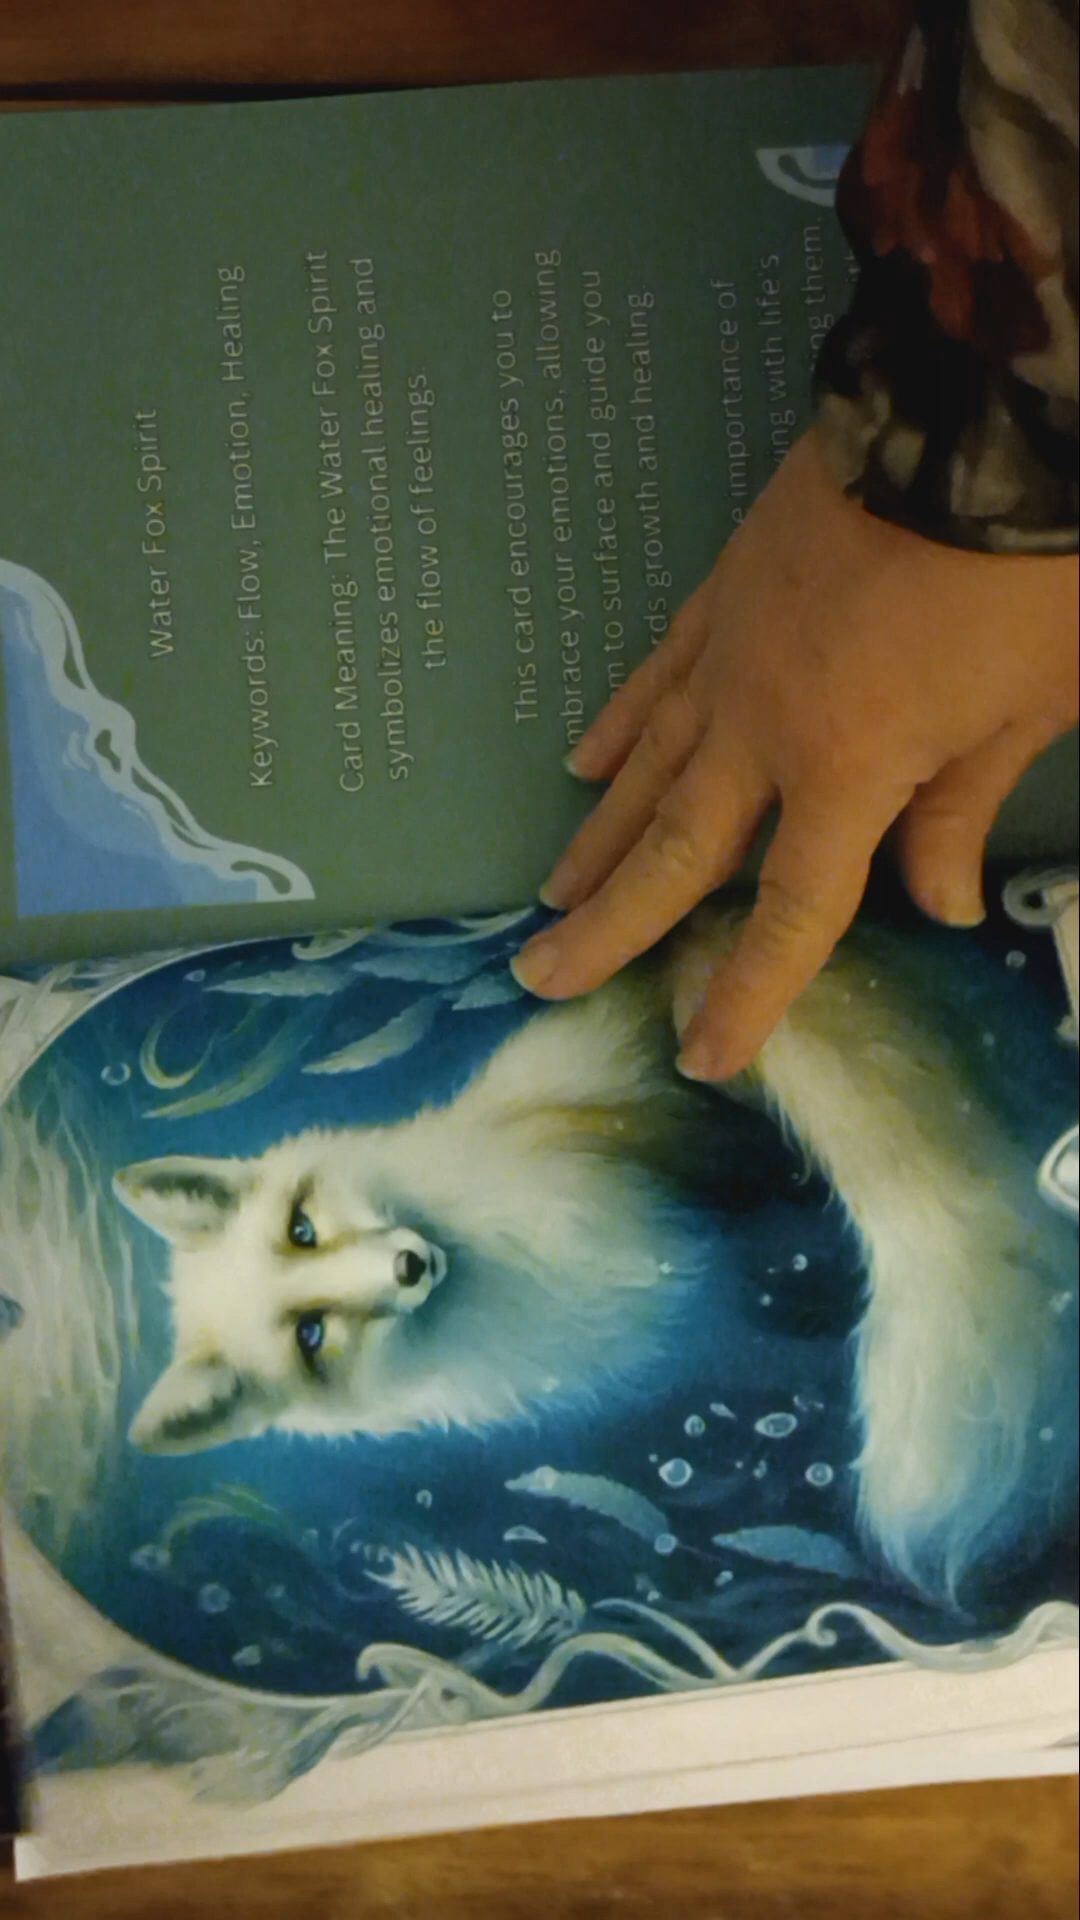 Water Fox Spirit
Keywords: Flow, Emotion, Healing
Card Meaning: The Water Fox Spirit
symbolizes emotional healing and
the flow of feelings.
This card encourages you to
mbrace your emotions, allowing
m to surface and guide you
rds growth and healing.
e importance of
ing with life's
ing them,